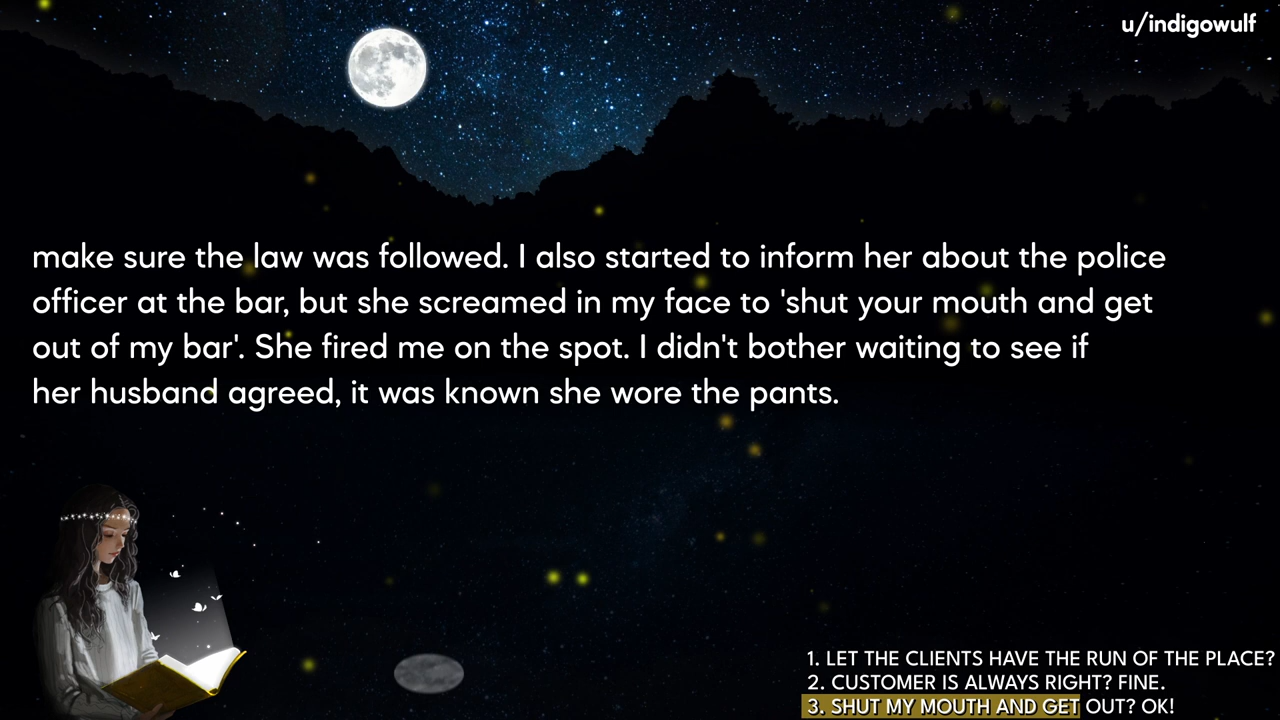 u/indigowulf
make sure the law was followed. I also started to inform her about the police
officer at the bar, but she screamed in my face to 'shut your mouth and get
out of my bar'. She fired me on the spot. I didn't bother waiting to see if
her husband agreed, it was known she wore the pants.
1. LET THE CLIENTS HAVE THE RUN OF THE PLACE?
2. CUSTOMER IS ALWAYS RIGHT? FINE.
3. SHUT MY MOUTH AND GET OUT? OK!